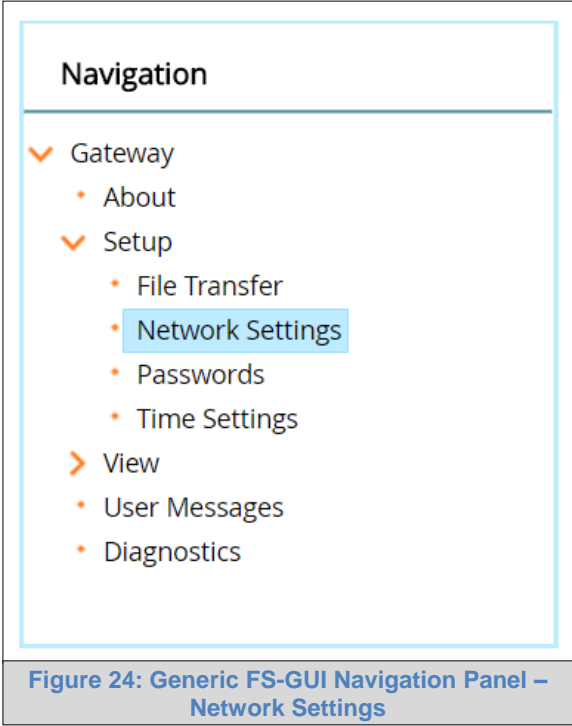 Navigation
Gateway
About
Setup
File Transfer
Network Settings
Passwords
Time Settings
View
User Messages
Diagnostics
Figure 24: Generic FS-GUI Navigation Panel –
Network Settings